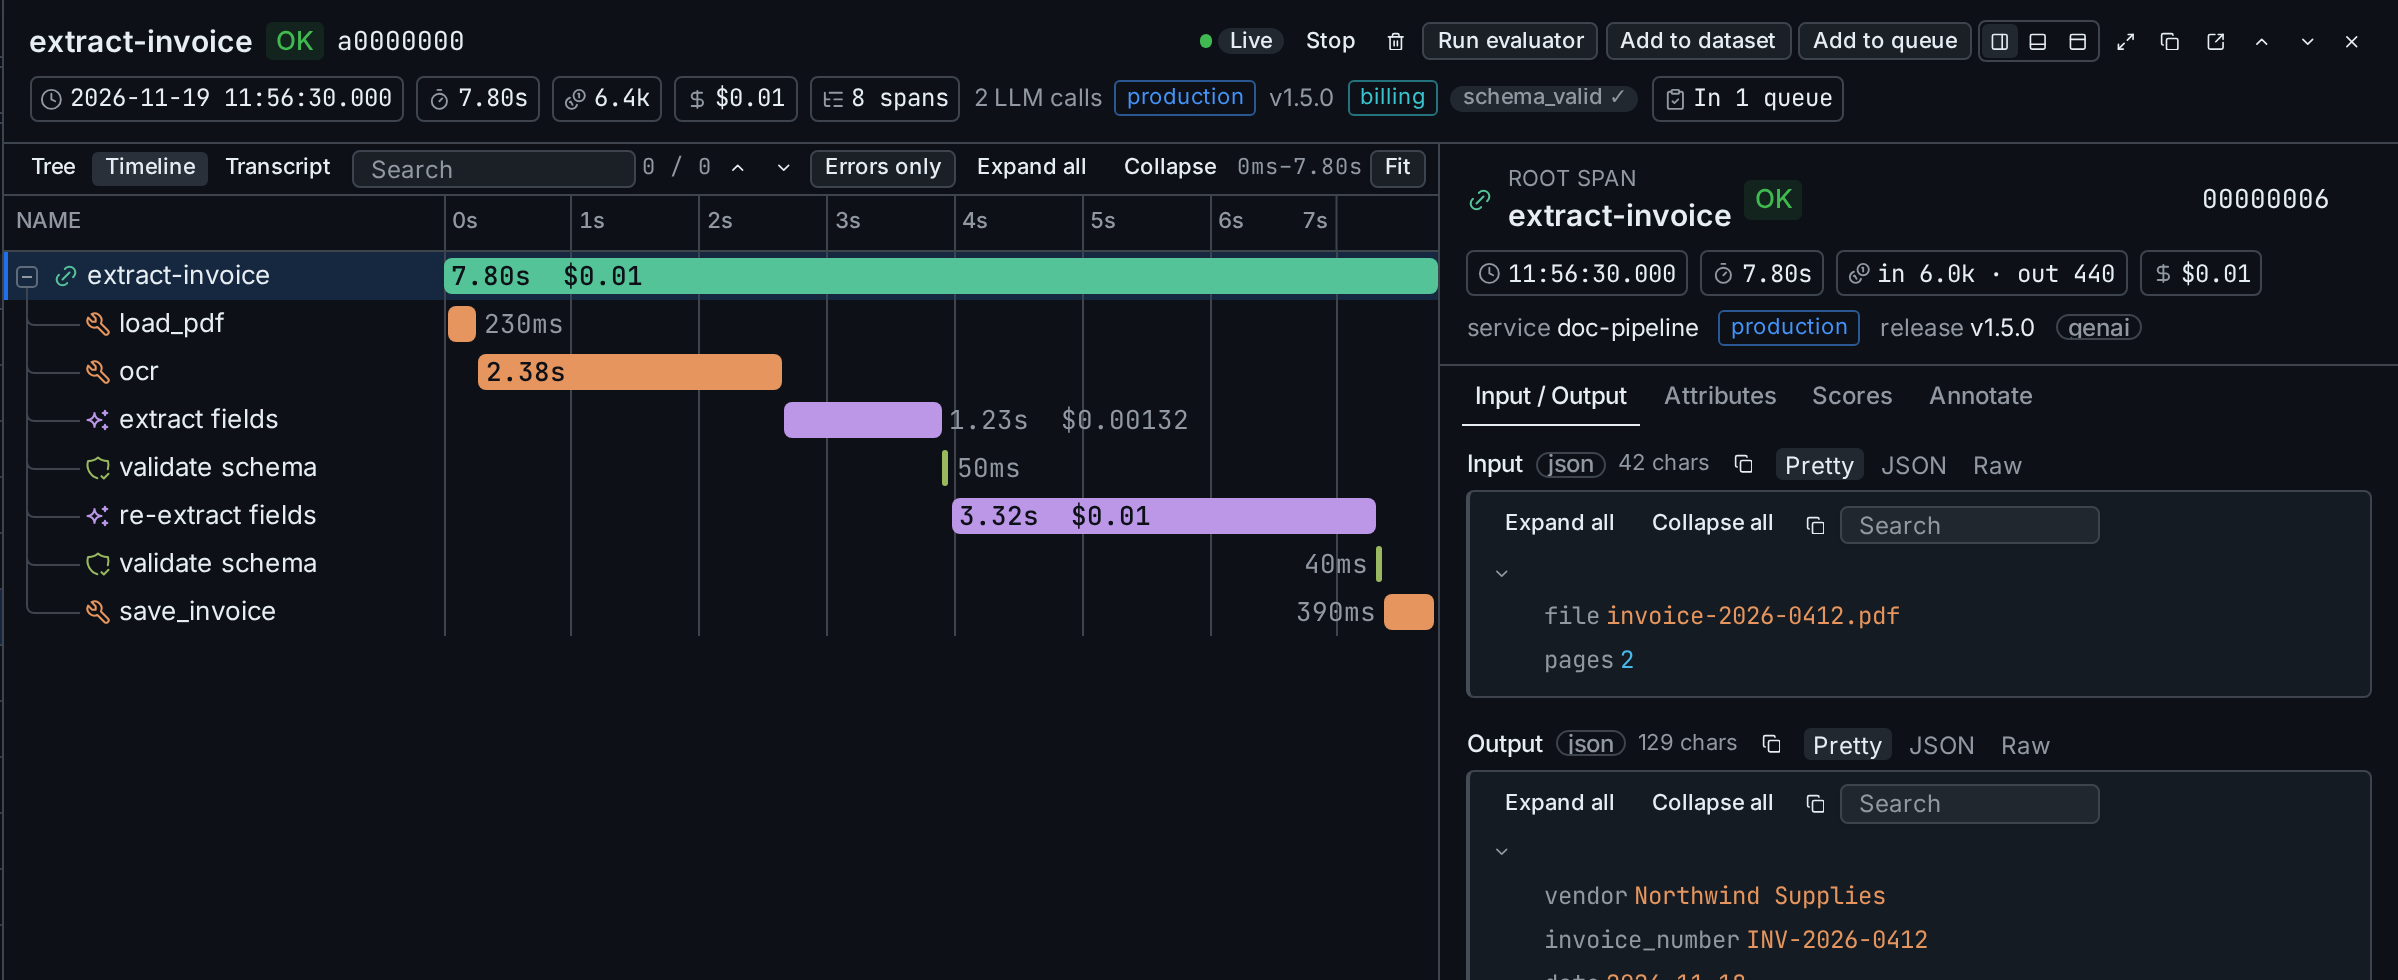 extract-invoice OK a0000000
Live Stop Run evaluator Add to dataset Add to queue
2026-11-19 11:56:30.000 7.80s 6.4k $0.01 8 spans 2 LLM calls production v1.5.0 billing schema_valid ✓ In 1 queue
Tree Timeline Transcript Search 0 / 0 Errors only Expand all Collapse 0ms–7.80s Fit
NAME 0s 1s 2s 3s 4s 5s 6s 7s
extract-invoice 7.80s $0.01
load_pdf 230ms
ocr 2.38s
extract fields 1.23s $0.00132
validate schema 50ms
re-extract fields 3.32s $0.01
validate schema 40ms
save_invoice 390ms
ROOT SPAN
extract-invoice OK 00000006
11:56:30.000 7.80s in 6.0k · out 440 $0.01
service doc-pipeline production release v1.5.0 genai
Input / Output Attributes Scores Annotate
Input json 42 chars Pretty JSON Raw
Expand all Collapse all Search
file invoice-2026-0412.pdf
pages 2
Output json 129 chars Pretty JSON Raw
Expand all Collapse all Search
vendor Northwind Supplies
invoice_number INV-2026-0412